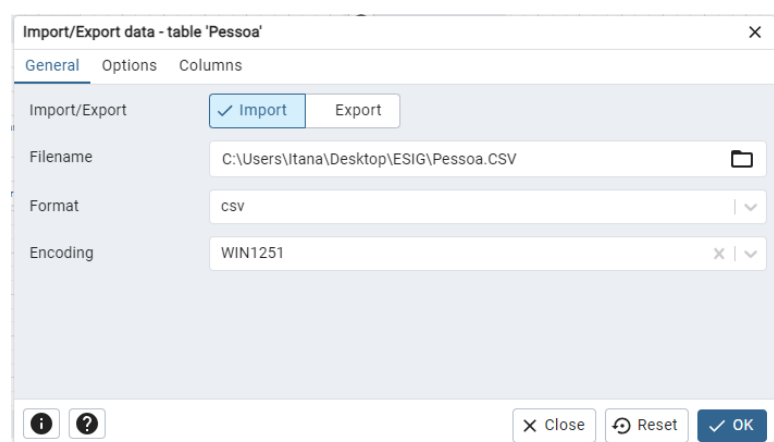 Import/Export data - table 'Pessoa'
General Options Columns
Import/Export Import Export
Filename C:\Users\Itana\Desktop\ESIG\Pessoa.CSV
Format csv
Encoding WIN1251
Close Reset OK